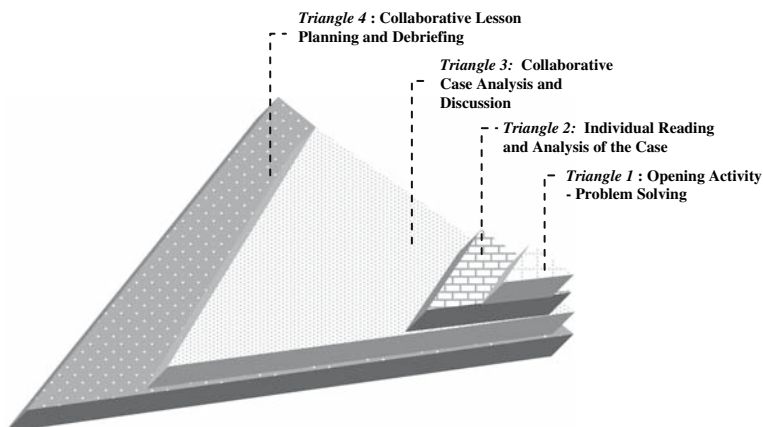 Triangle 4 : Collaborative Lesson
Planning and Debriefing
Triangle 3: Collaborative
Case Analysis and
Discussion
Triangle 2: Individual Reading
and Analysis of the Case
Triangle 1 : Opening Activity
- Problem Solving